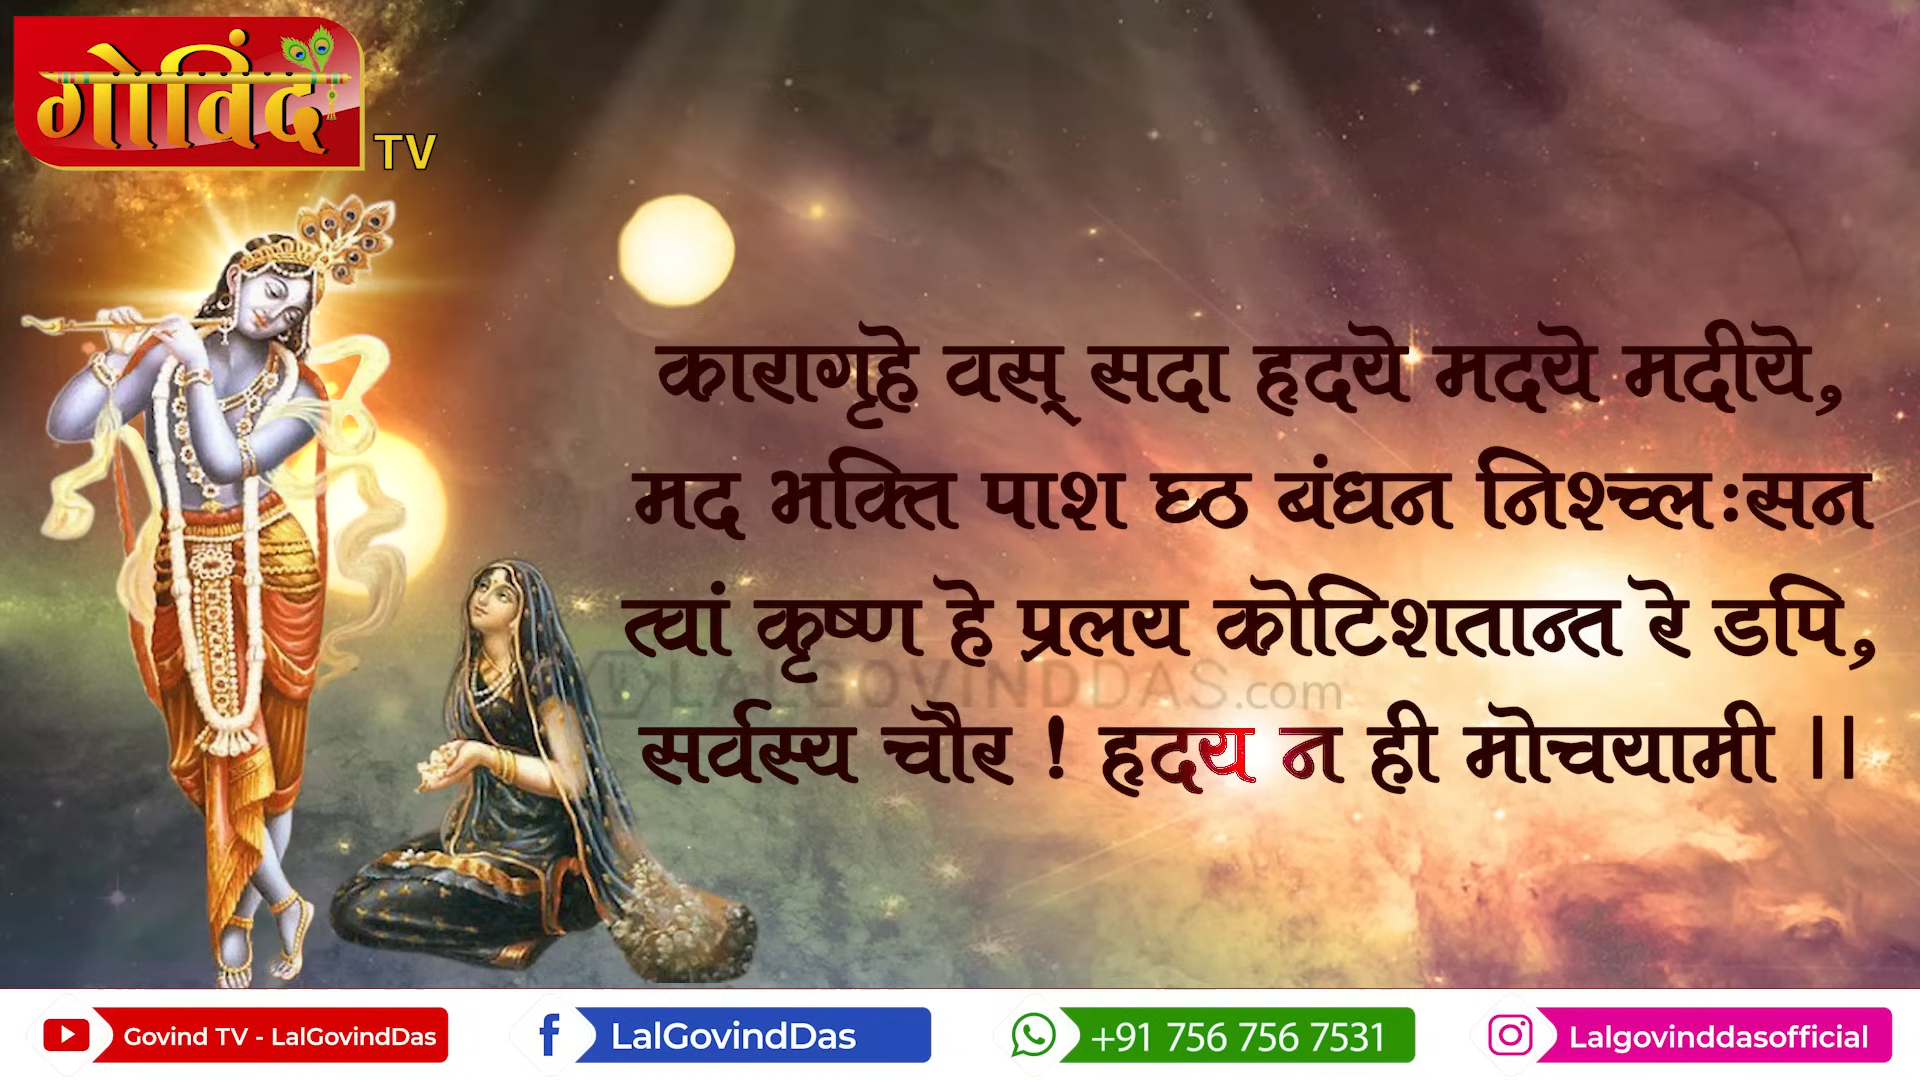 गोविंद
TV
कारागृहे वस् सदा हृदये मदये मदीये,
मद भक्ति पाश घ्ठ बंधन निश्च्लःसन
त्वां कृष्ण हे प्रलय कोटिशतान्त रे डपि,
LALGOVINDDAS.com
सर्वस्य चौर ! हृदय न ही मोचयामी ।।
Govind TV - LalGovindDas
LalGovindDas
+91 756 756 7531
Lalgovinddasofficial